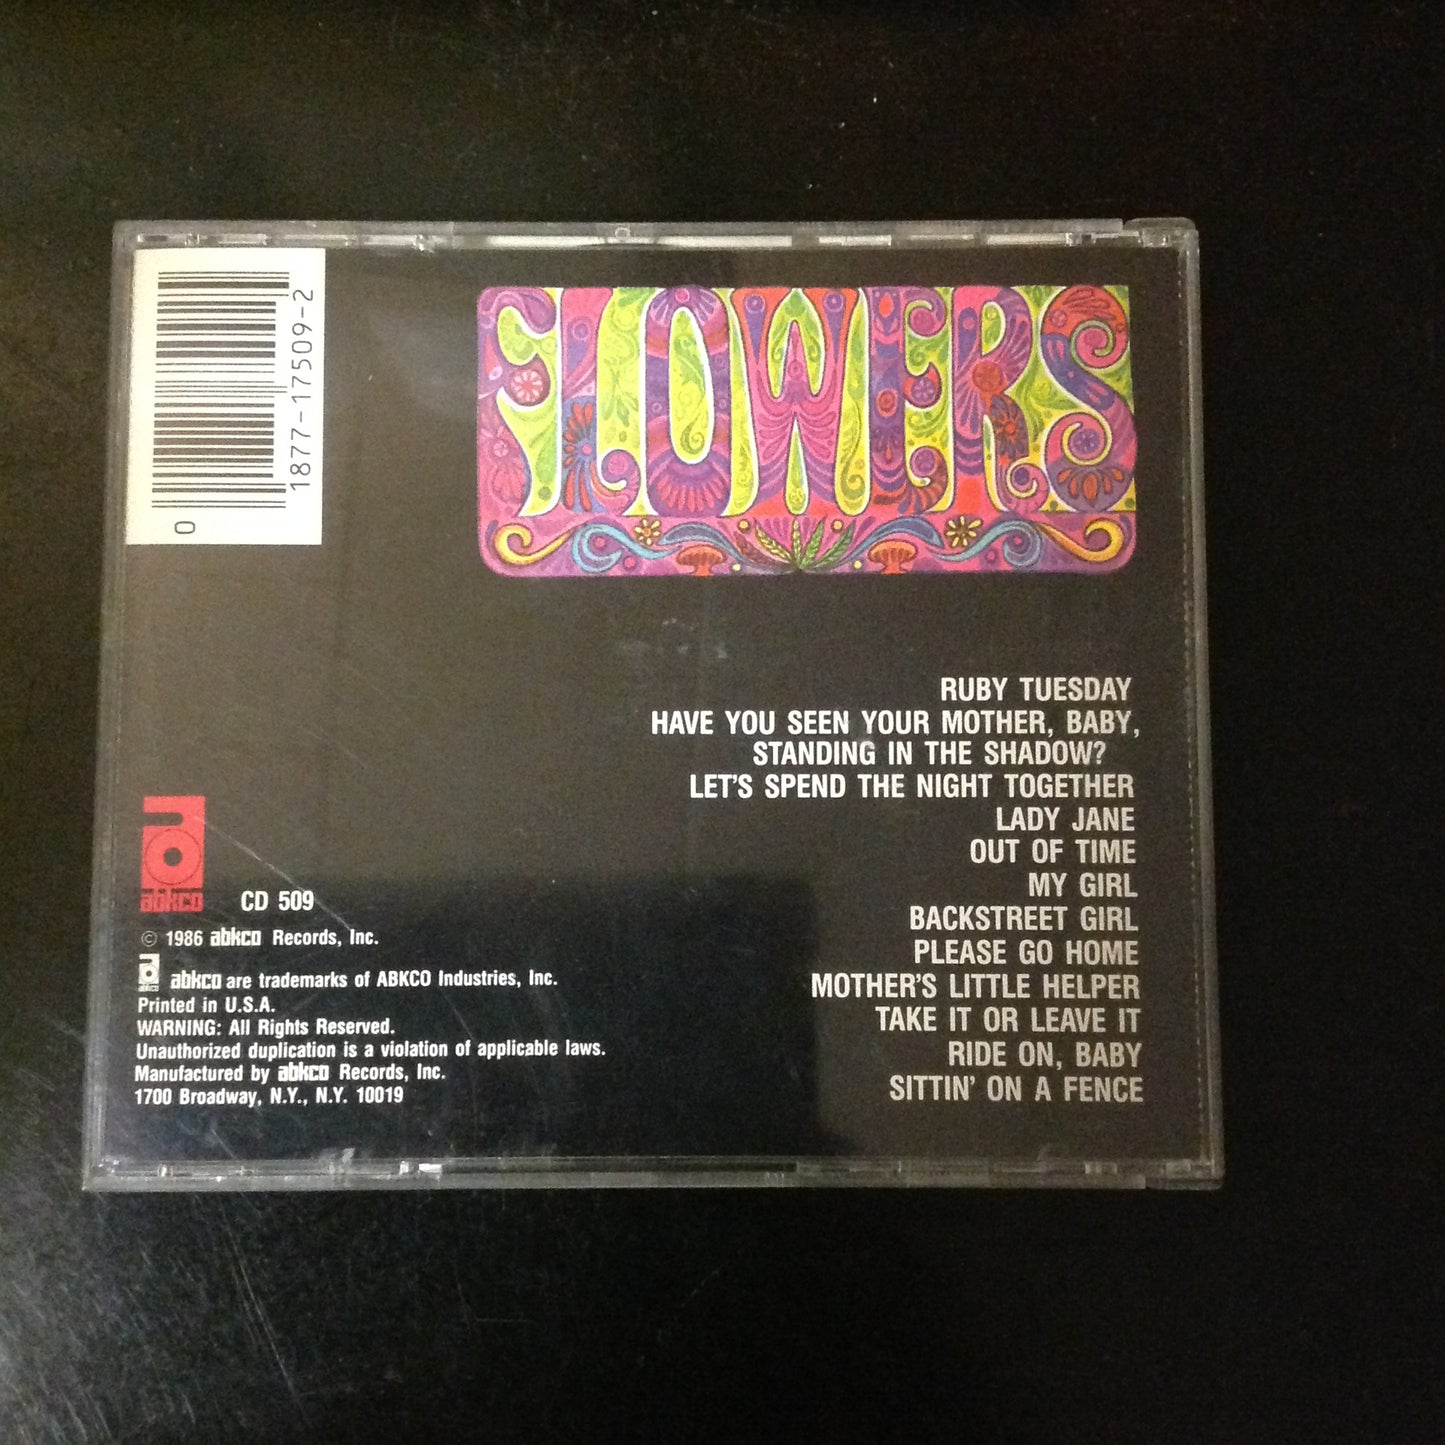 0
1877-17509-2
FLOWERS
RUBY TUESDAY
HAVE YOU SEEN YOUR MOTHER, BABY,
STANDING IN THE SHADOW?
LET'S SPEND THE NIGHT TOGETHER
LADY JANE
OUT OF TIME
MY GIRL
BACKSTREET GIRL
PLEASE GO HOME
MOTHER'S LITTLE HELPER
TAKE IT OR LEAVE IT
RIDE ON, BABY
SITTIN' ON A FENCE
abkco
CD 509
© 1986 abkco Records, Inc.
abkco abkco are trademarks of ABKCO Industries, Inc.
Printed in U.S.A.
WARNING: All Rights Reserved.
Unauthorized duplication is a violation of applicable laws.
Manufactured by abkco Records, Inc.
1700 Broadway, N.Y., N.Y. 10019